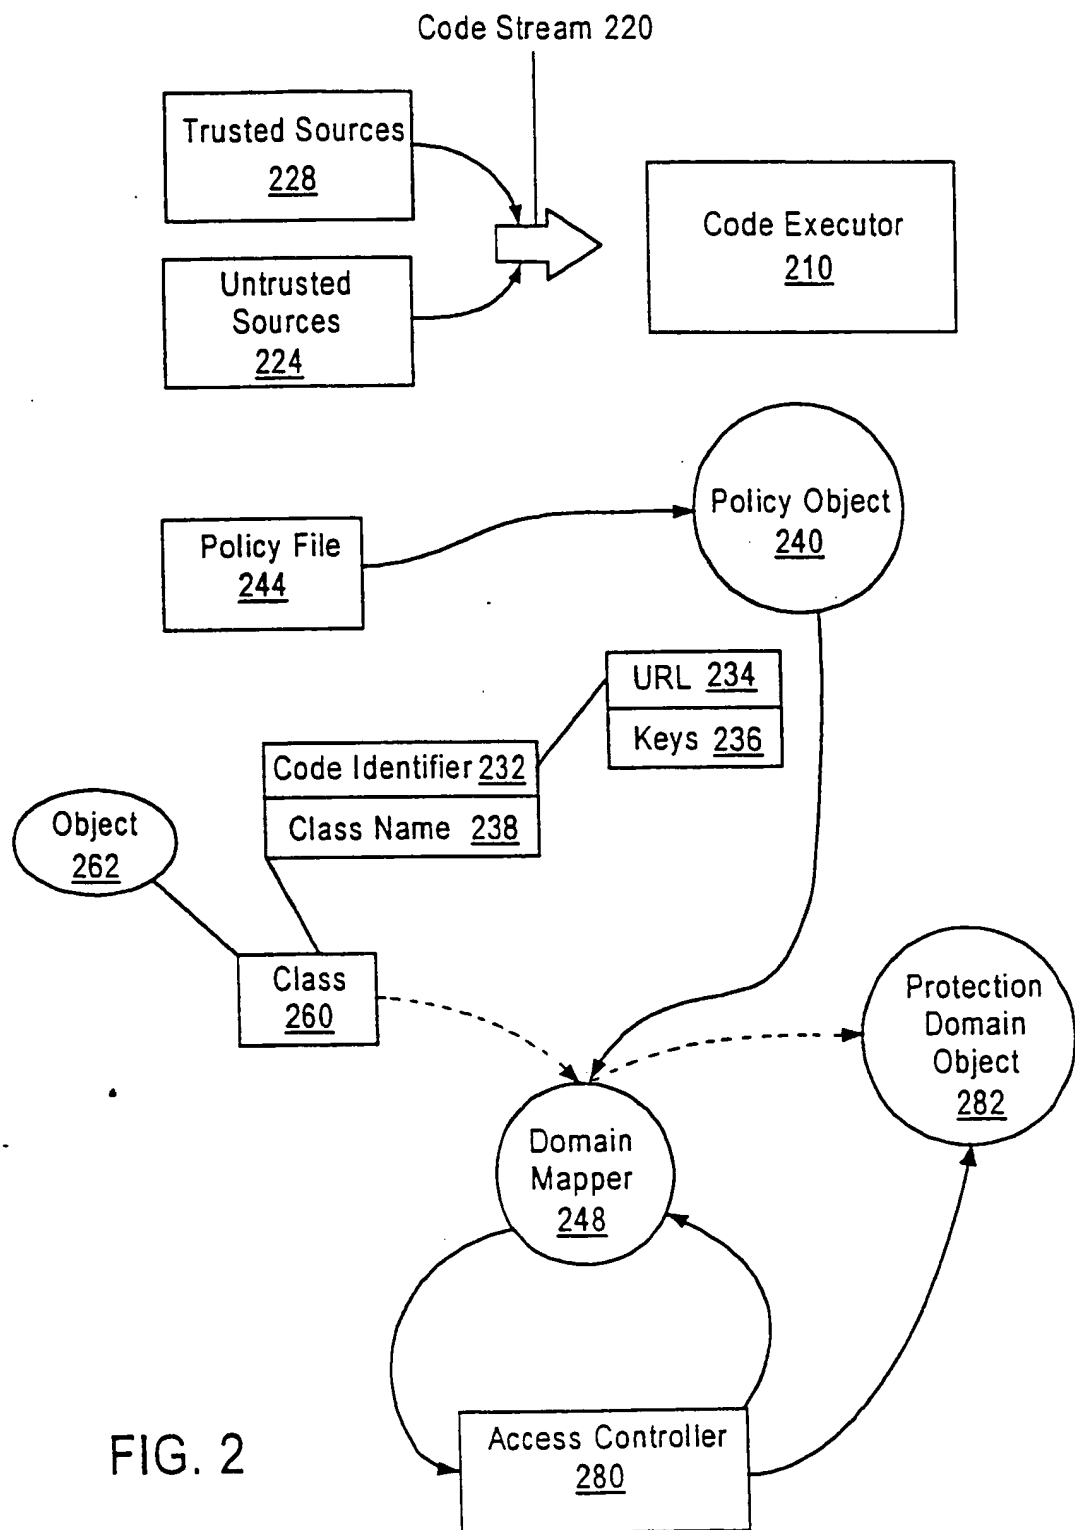 Code Stream 220
Trusted Sources
228
Untrusted
Sources
224
Code Executor
210
Policy Object
240
Policy File
244
URL 234
Keys 236
Code Identifier 232
Class Name 238
Object
262
Class
260
Protection
Domain
Object
282
Domain
Mapper
248
Access Controller
280
FIG. 2